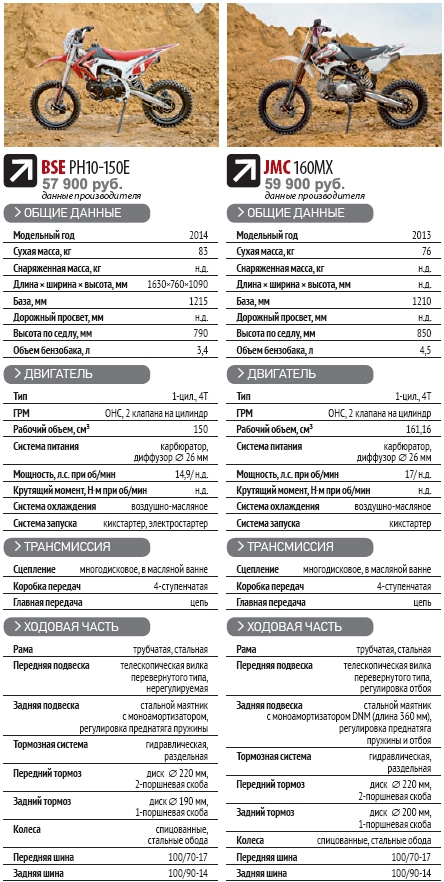 BSE PH10-150E
57 900 руб.
данные производителя
ОБЩИЕ ДАННЫЕ
Модельный год 2014
Сухая масса, кг 83
Снаряженная масса, кг н.д.
Длина × ширина × высота, мм 1630×760×1090
База, мм 1215
Дорожный просвет, мм н.д.
Высота по седлу, мм 790
Объем бензобака, л 3,4
ДВИГАТЕЛЬ
Тип 1-цил., 4Т
ГРМ OHC, 2 клапана на цилиндр
Рабочий объем, см³ 150
Система питания карбюратор,
диффузор ∅ 26 мм
Мощность, л.с. при об/мин 14,9/н.д.
Крутящий момент, Н·м при об/мин н.д.
Система охлаждения воздушно-масляное
Система запуска кикстартер, электростартер
ТРАНСМИССИЯ
Сцепление многодисковое, в масляной ванне
Коробка передач 4-ступенчатая
Главная передача цепь
ХОДОВАЯ ЧАСТЬ
Рама трубчатая, стальная
Передняя подвеска телескопическая вилка
перевернутого типа,
нерегулируемая
Задняя подвеска стальной маятник
с моноамортизатором,
регулировка преднатяга пружины
Тормозная система гидравлическая,
раздельная
Передний тормоз диск ∅ 220 мм,
2-поршневая скоба
Задний тормоз диск ∅ 190 мм,
1-поршневая скоба
Колеса спицованные,
стальные обода
Передняя шина 100/70-17
Задняя шина 100/90-14
JMC 160MX
59 900 руб.
данные производителя
ОБЩИЕ ДАННЫЕ
Модельный год 2013
Сухая масса, кг 76
Снаряженная масса, кг н.д.
Длина × ширина × высота, мм н.д.
База, мм 1210
Дорожный просвет, мм н.д.
Высота по седлу, мм 850
Объем бензобака, л 4,5
ДВИГАТЕЛЬ
Тип 1-цил., 4Т
ГРМ OHC, 2 клапана на цилиндр
Рабочий объем, см³ 161,16
Система питания карбюратор,
диффузор ∅ 26 мм
Мощность, л.с. при об/мин 17/н.д.
Крутящий момент, Н·м при об/мин н.д.
Система охлаждения воздушно-масляное
Система запуска кикстартер
ТРАНСМИССИЯ
Сцепление многодисковое, в масляной ванне
Коробка передач 4-ступенчатая
Главная передача цепь
ХОДОВАЯ ЧАСТЬ
Рама трубчатая, стальная
Передняя подвеска телескопическая вилка
перевернутого типа,
регулировка отбоя
Задняя подвеска стальной маятник
с моноамортизатором DNM (длина 360 мм),
регулировка преднатяга
пружины и отбоя
Тормозная система гидравлическая,
раздельная
Передний тормоз диск ∅ 220 мм,
2-поршневая скоба
Задний тормоз диск ∅ 200 мм,
1-поршневая скоба
Колеса спицованные, стальные обода
Передняя шина 100/70-17
Задняя шина 100/90-14